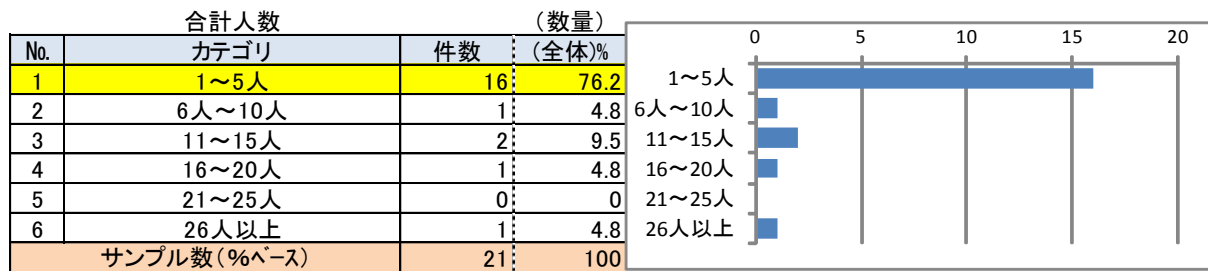 合計人数 (数量)
No. カテゴリ 件数 (全体)%
1 1～5人 16 76.2
2 6人～10人 1 4.8
3 11～15人 2 9.5
4 16～20人 1 4.8
5 21～25人 0 0
6 26人以上 1 4.8
サンプル数(%ﾍﾞｰｽ) 21 100
0 5 10 15 20
1～5人
6人～10人
11～15人
16～20人
21～25人
26人以上